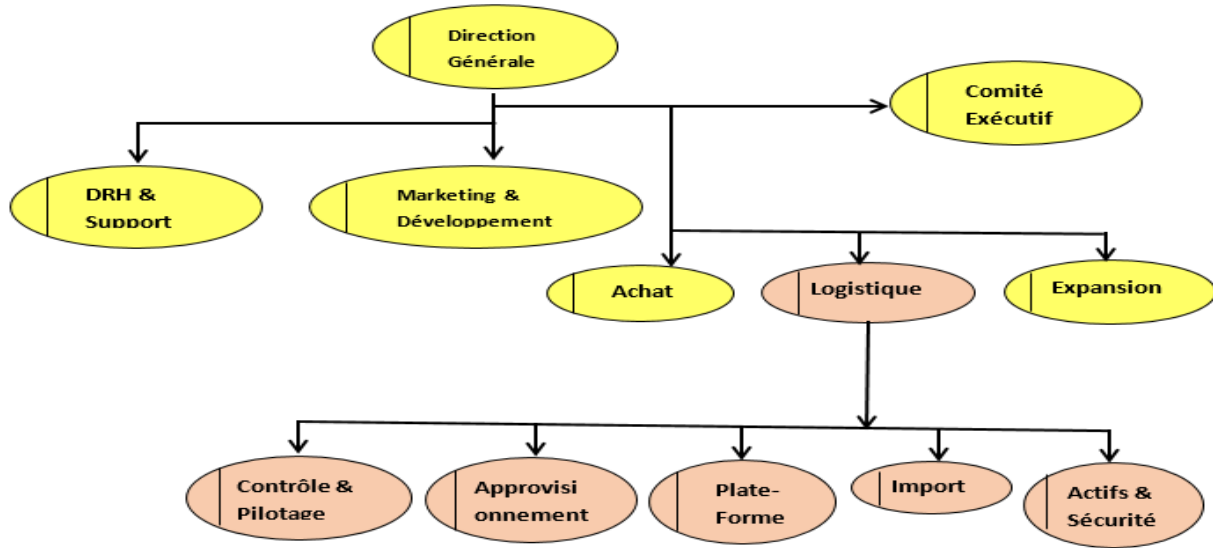 Direction
Générale
Comité
Exécutif
DRH &
Support
Marketing &
Développement
Achat
Logistique
Expansion
Contrôle &
Pilotage
Approvisi
onnement
Plate-
Forme
Import
Actifs &
Sécurité